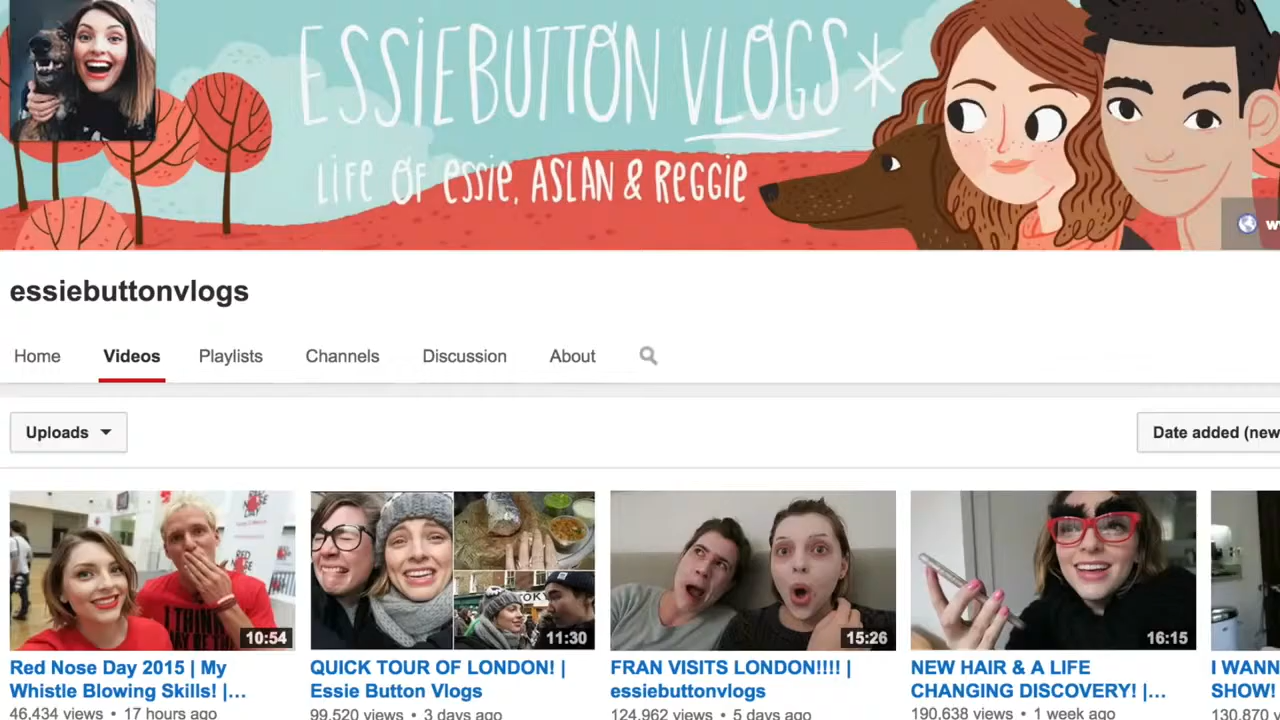 ESSIEBUTTON VLOGS*
LIFE OF ESSIE, ASLAN & REGGIE
essiebuttonvlogs
Home Videos Playlists Channels Discussion About
Uploads
Date added (new
10:54
11:30
15:26
16:15
Red Nose Day 2015 | My
Whistle Blowing Skills! |...
46,434 views • 17 hours ago
QUICK TOUR OF LONDON! |
Essie Button Vlogs
99,520 views • 3 days ago
FRAN VISITS LONDON!!!! |
essiebuttonvlogs
124,962 views • 5 days ago
NEW HAIR & A LIFE
CHANGING DISCOVERY! |...
190,638 views • 1 week ago
I WANN
SHOW!
130,870 v